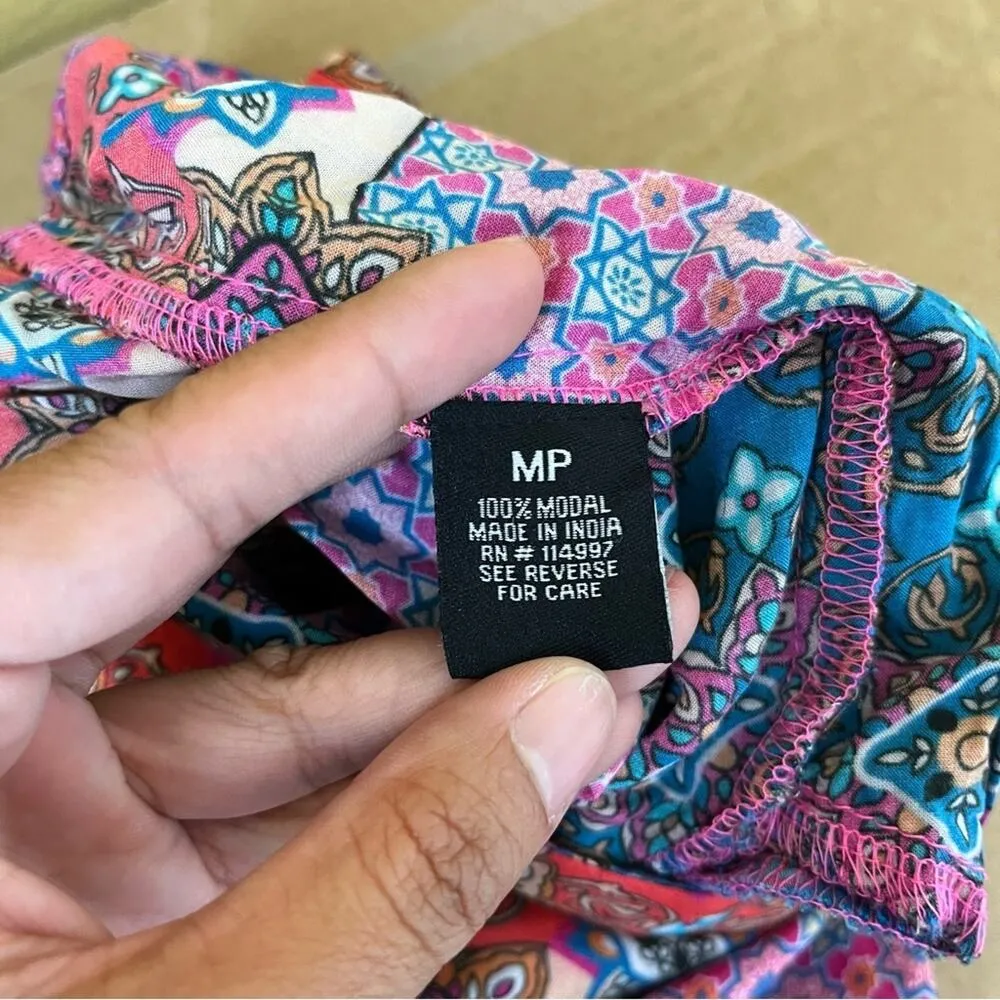 MP
100% MODAL
MADE IN INDIA
RN # 114997
SEE REVERSE
FOR CARE